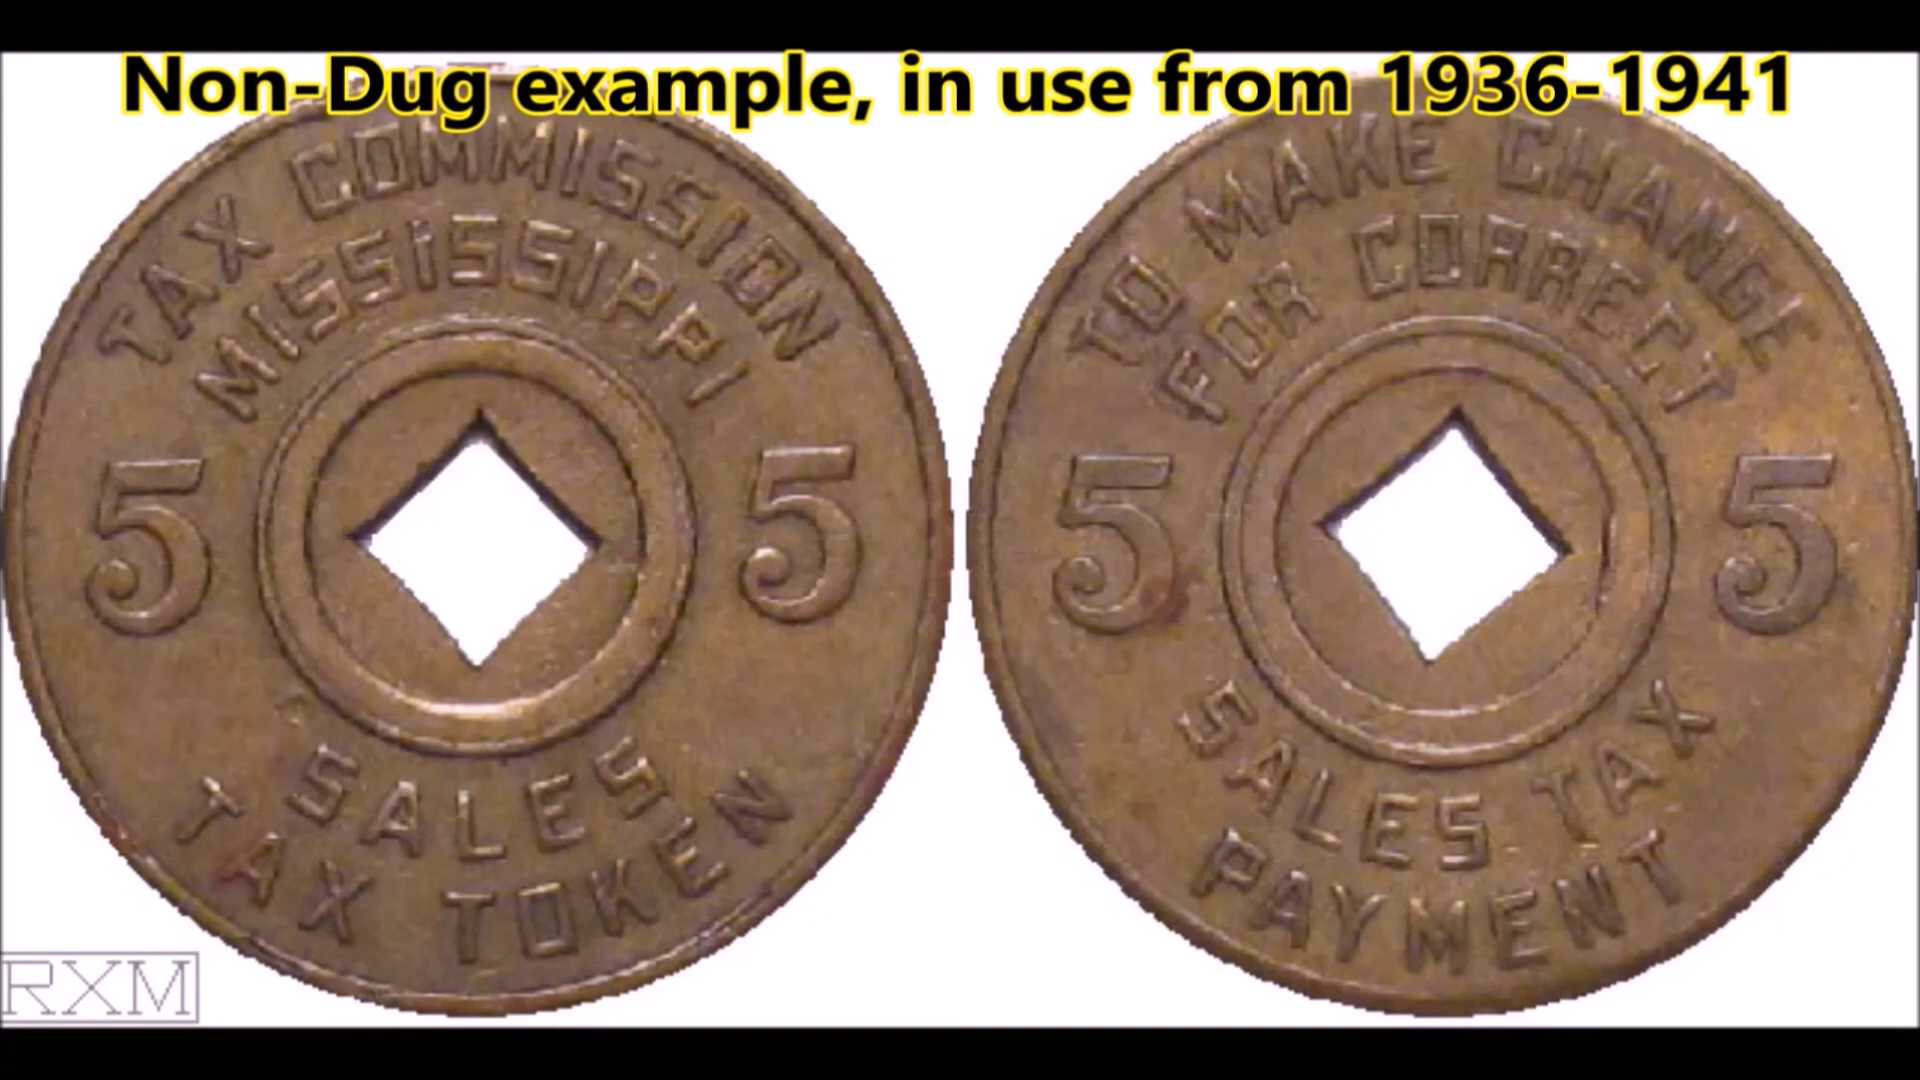 Non-Dug example, in use from 1936-1941
TAX COMMISSION
MISSISSIPPI
5 5
SALES
TAX TOKEN
TO MAKE CHANGE
FOR CORRECT
5 5
SALES TAX
PAYMENT
RXM